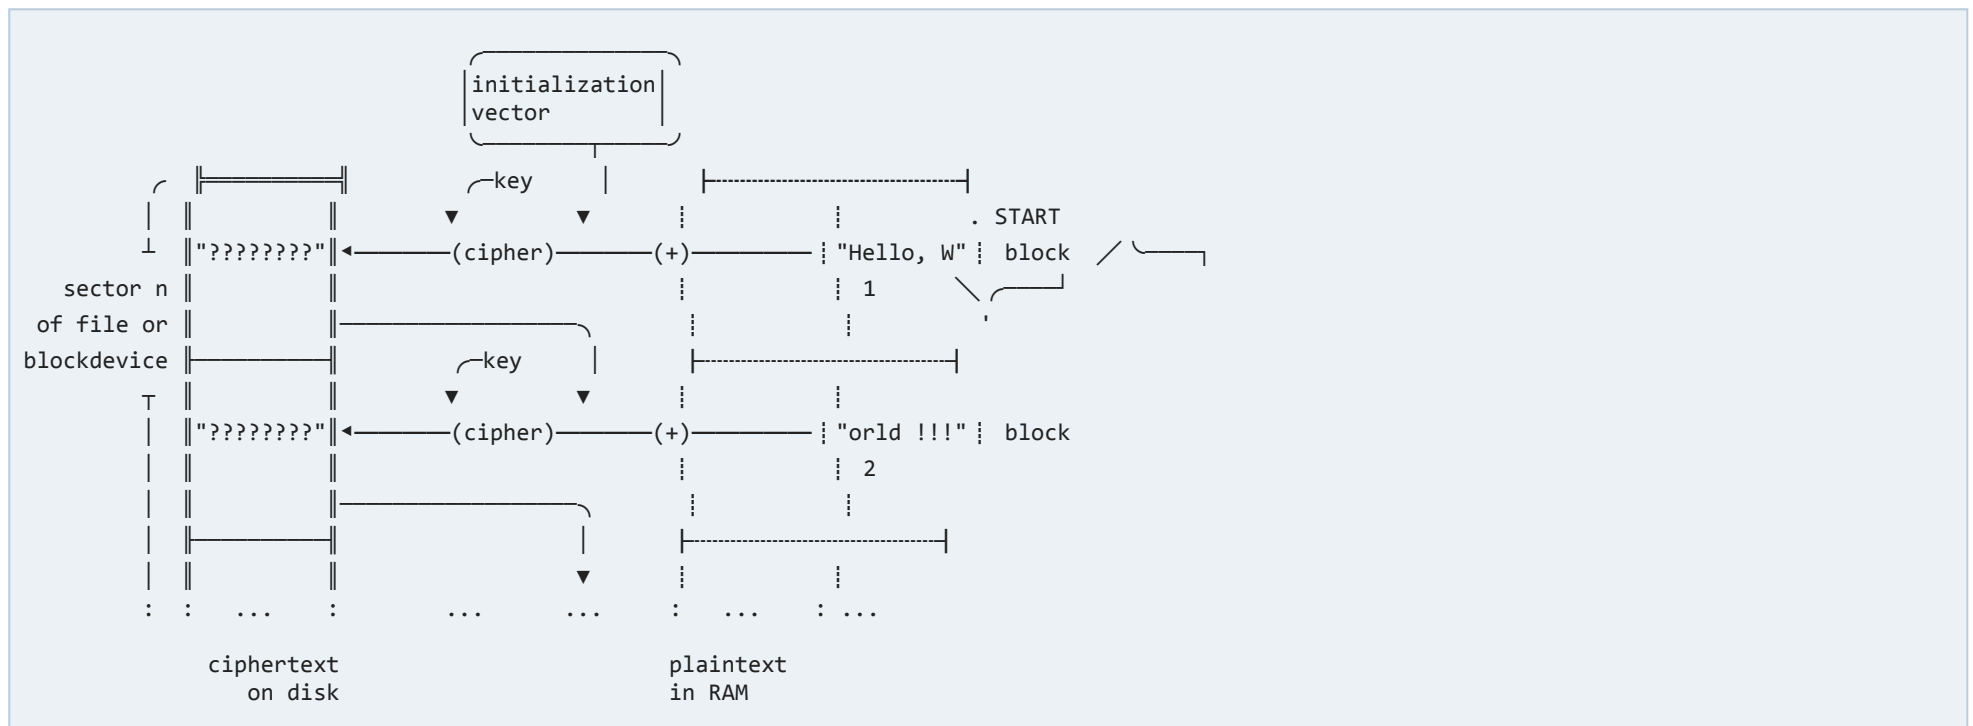 initialization
vector
key
. START
"????????" (cipher) (+) "Hello, W" block
sector n 1
of file or '
blockdevice key
"????????" (cipher) (+) "orld !!!" block
2
: : ... : ... ... : ... : ...
ciphertext plaintext
on disk in RAM